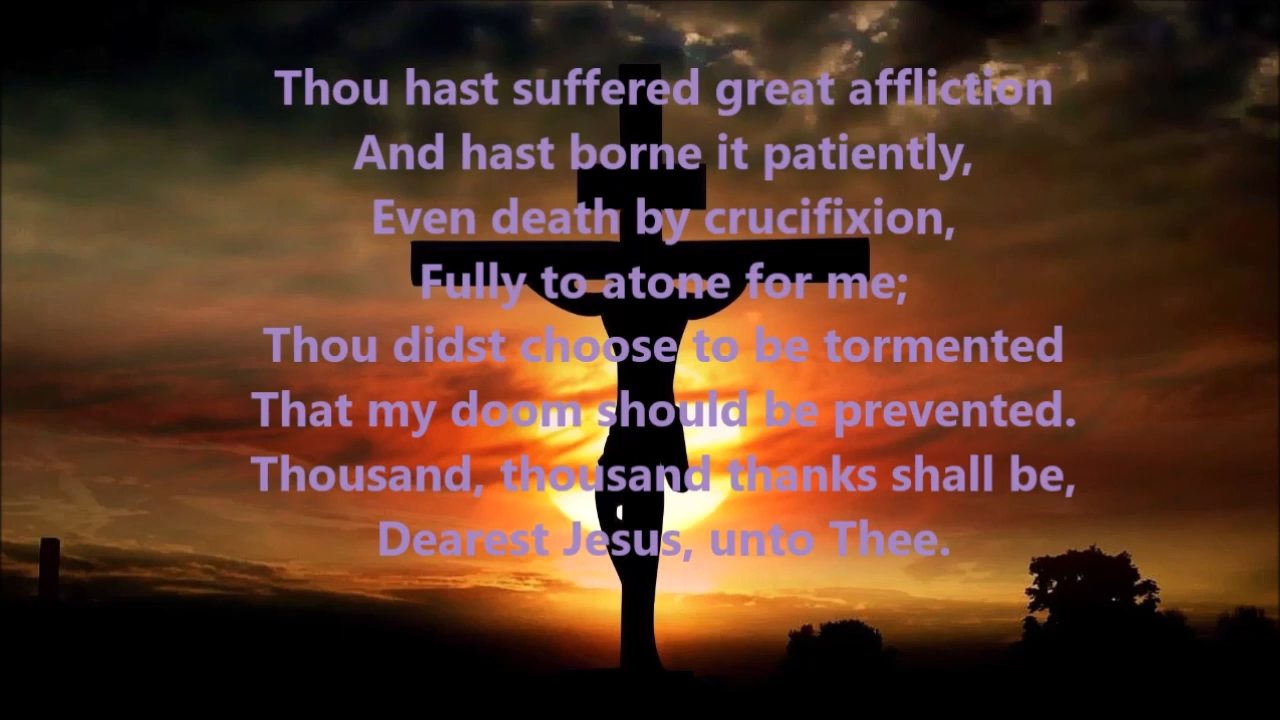 Thou hast suffered great affliction
And hast borne it patiently,
Even death by crucifixion,
Fully to atone for me;
Thou didst choose to be tormented
That my doom should be prevented.
Thousand, thousand thanks shall be,
Dearest Jesus, unto Thee.